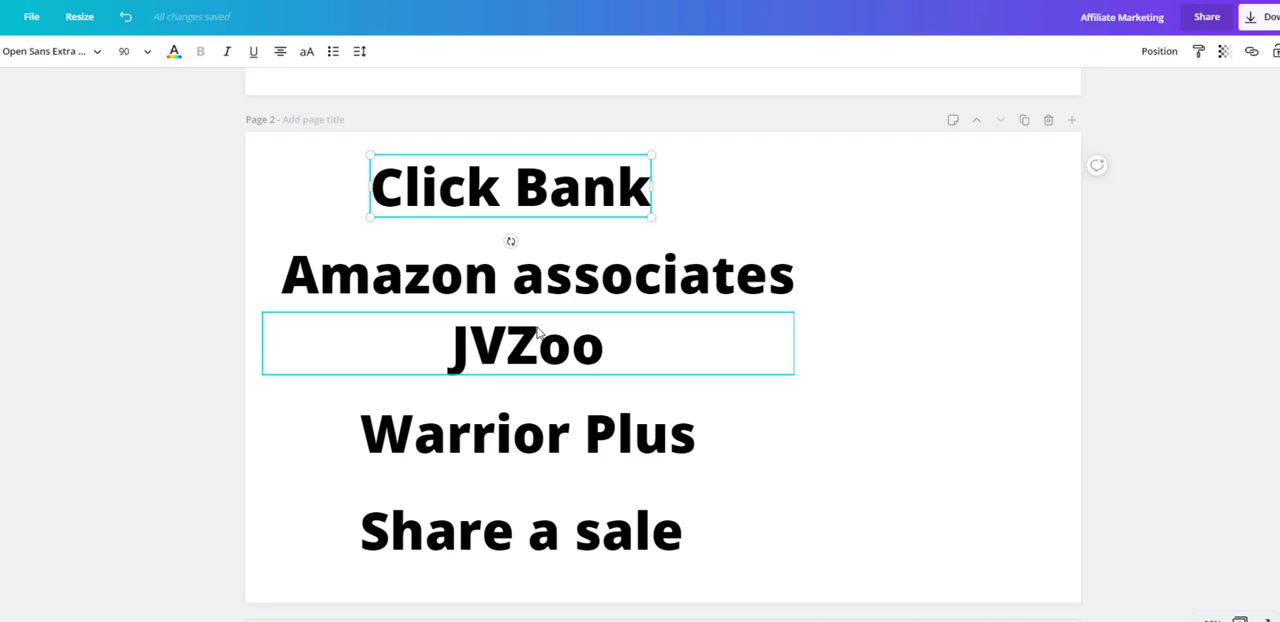 File Resize All changes saved Affiliate Marketing Share
Open Sans Extra ... 90 A B I U aA Position
Page 2 - Add page title
Click Bank
Amazon associates
JVZoo
Warrior Plus
Share a sale